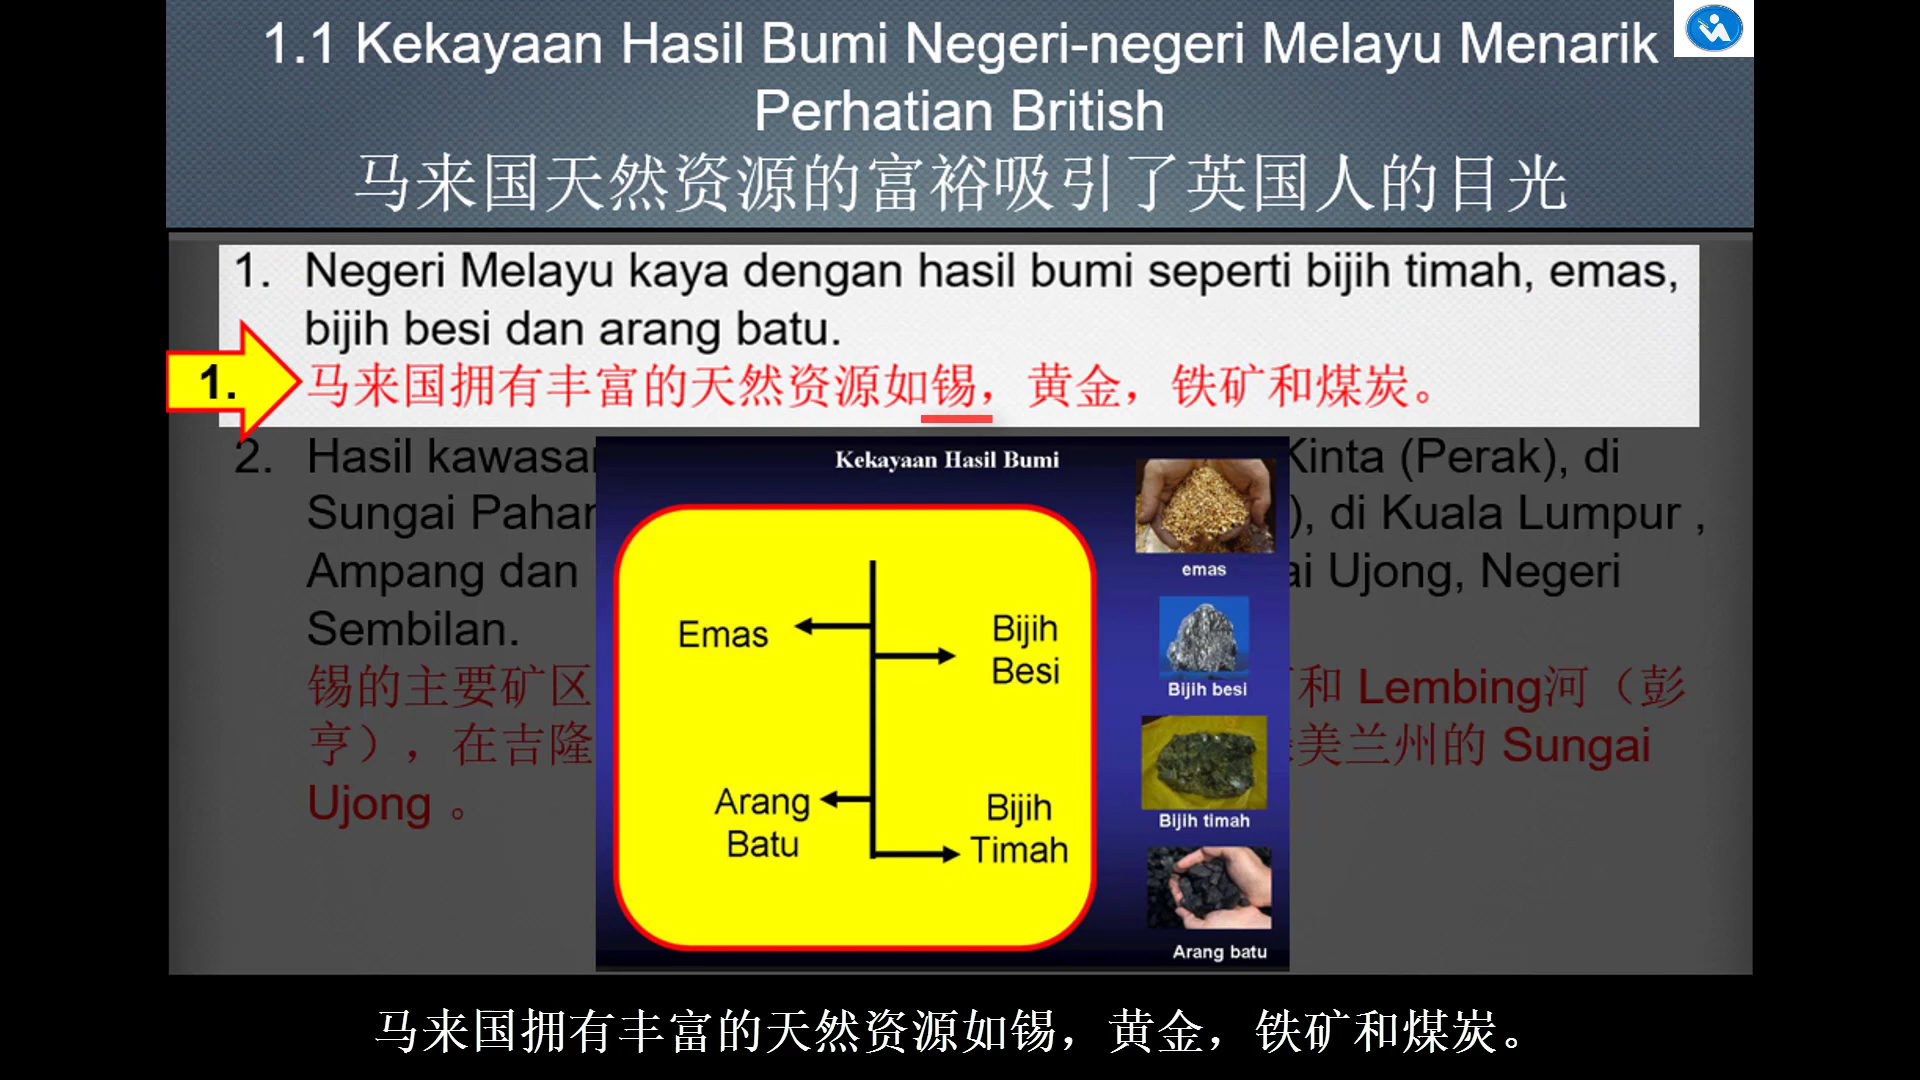 1.1 Kekayaan Hasil Bumi Negeri-negeri Melayu Menarik
Perhatian British
马来国天然资源的富裕吸引了英国人的目光
1. Negeri Melayu kaya dengan hasil bumi seperti bijih timah, emas,
bijih besi dan arang batu.
1.
马来国拥有丰富的天然资源如锡，黄金，铁矿和煤炭。
2. Hasil kawasan Kinta (Perak), di
Sungai Pahan ), di Kuala Lumpur ,
Ampang dan Ujong, Negeri
Sembilan.
锡的主要矿区 和 Lembing河（彭
亨），在吉隆 美兰州的 Sungai
Ujong 。
Kekayaan Hasil Bumi
Emas
Bijih
Besi
Arang
Batu
Bijih
Timah
emas
Bijih besi
Bijih timah
Arang batu
马来国拥有丰富的天然资源如锡，黄金，铁矿和煤炭。